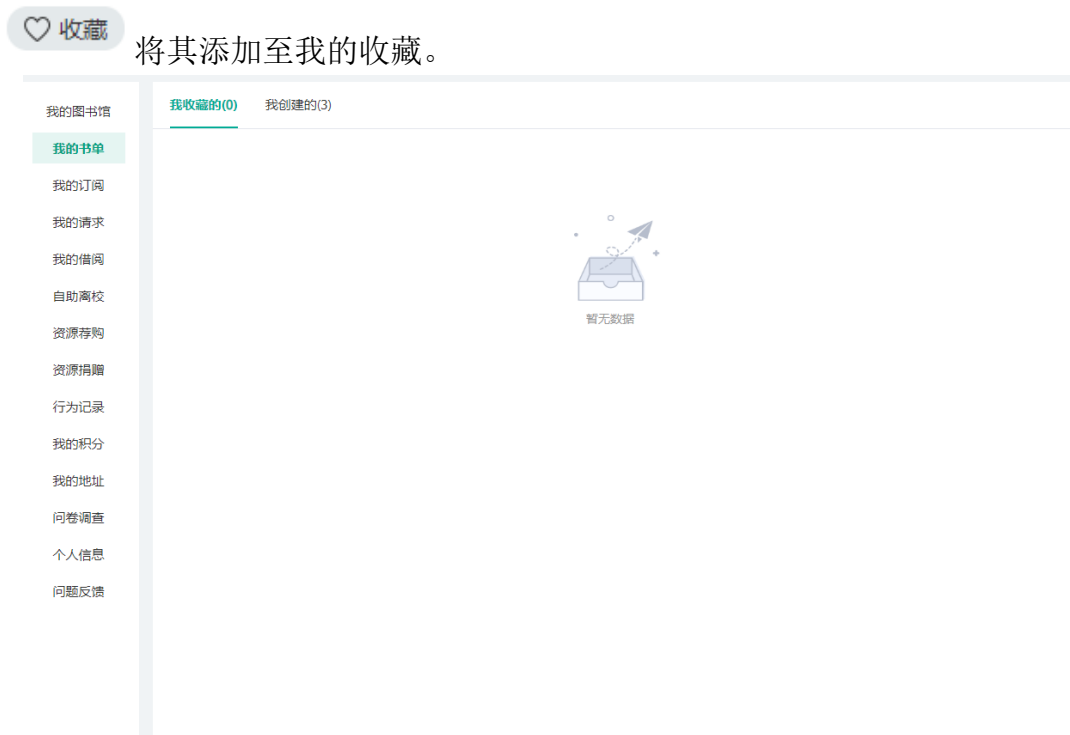 收藏
将其添加至我的收藏。
我的图书馆
我的书单
我的订阅
我的请求
我的借阅
自助离校
资源荐购
资源捐赠
行为记录
我的积分
我的地址
问卷调查
个人信息
问题反馈
我收藏的(0) 我创建的(3)
暂无数据